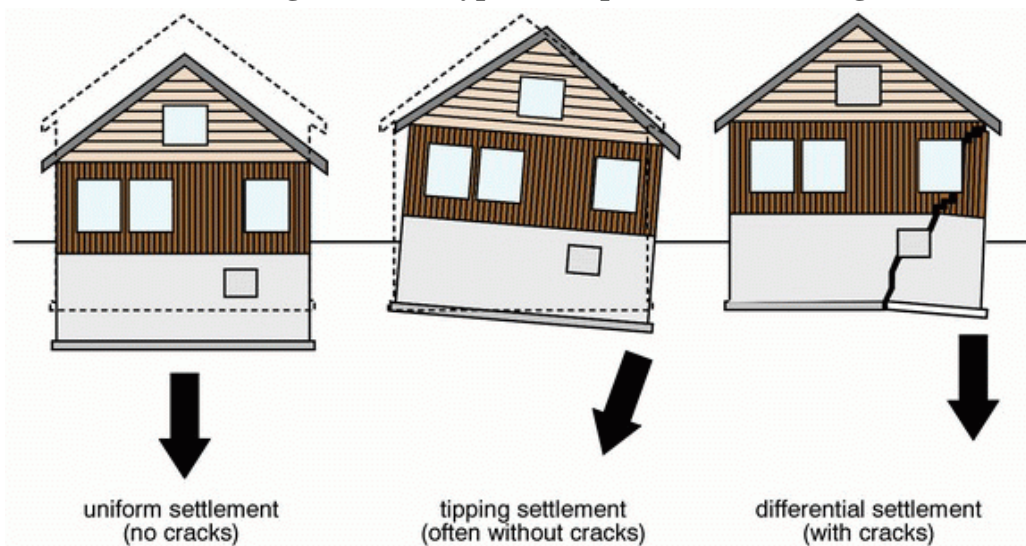 uniform settlement
(no cracks)
tipping settlement
(often without cracks)
differential settlement
(with cracks)